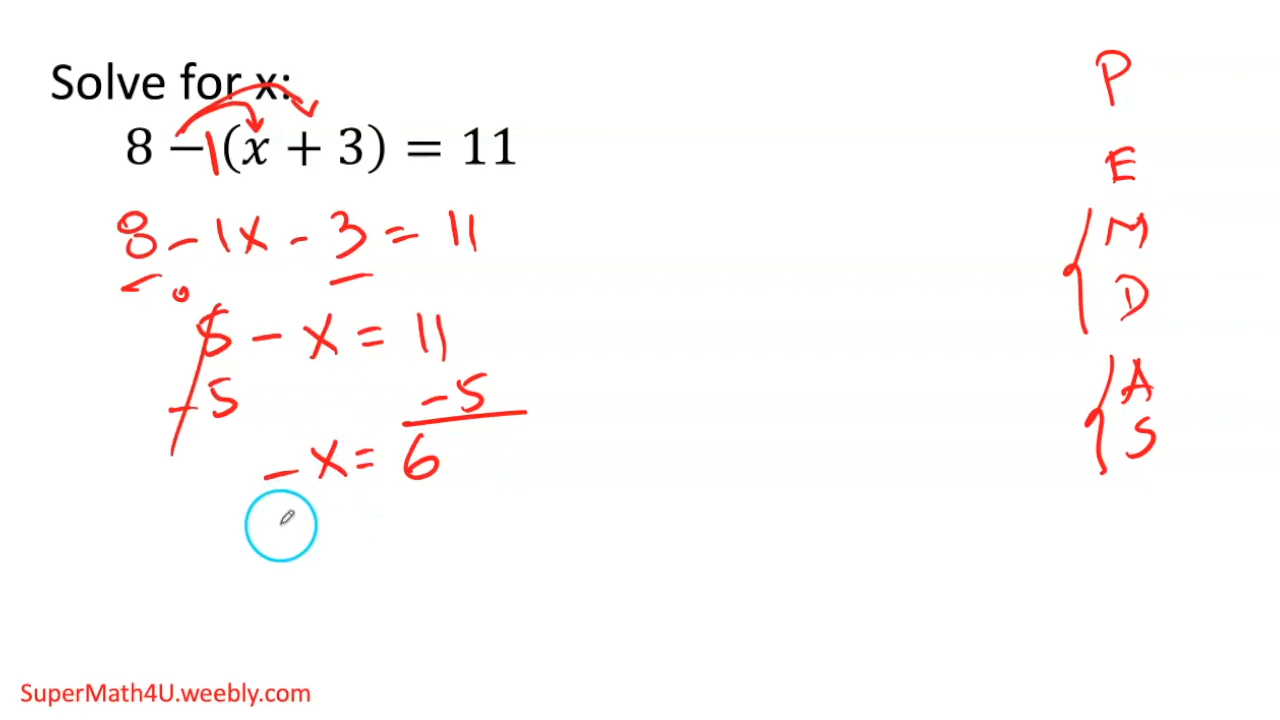 Solve for x:
8 − 1(x + 3) = 11
8 − 1x − 3 = 11
5 − x = 11
− 5 − 5
− x = 6
P
E
M
D
A
S
SuperMath4U.weebly.com